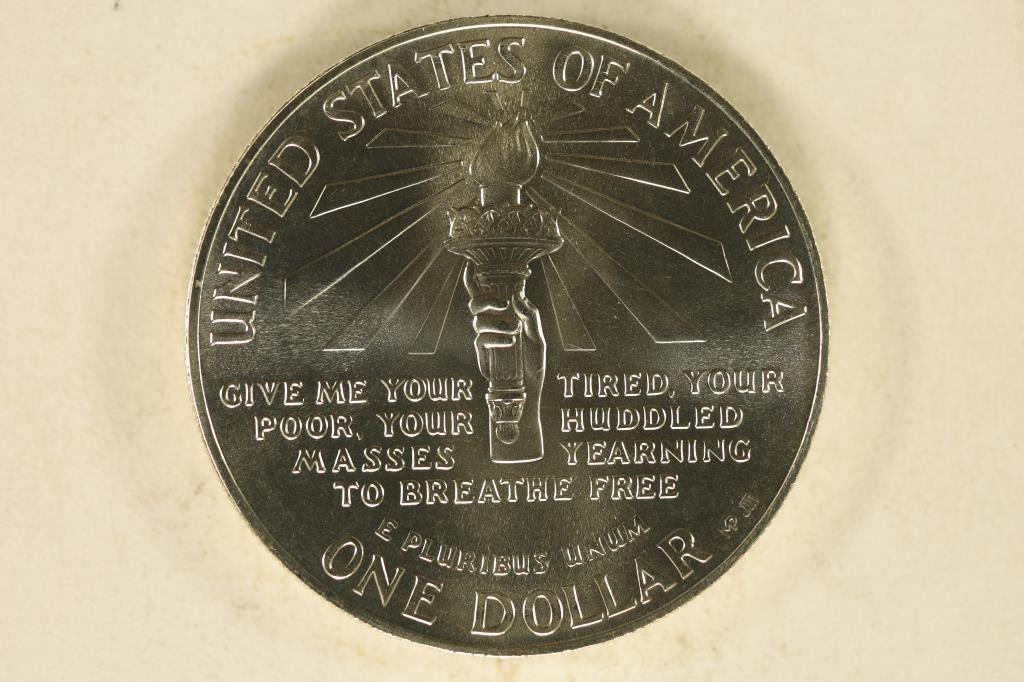 UNITED STATES OF AMERICA
GIVE ME YOUR TIRED, YOUR
POOR, YOUR HUDDLED
MASSES YEARNING
TO BREATHE FREE
E PLURIBUS UNUM
ONE DOLLAR